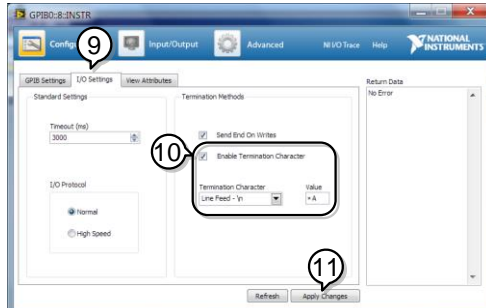 GPIB0::8::INSTR
Config
Input/Output
Advanced
NI I/O Trace
Help
NATIONAL
INSTRUMENTS
9
GPIB Settings
I/O Settings
View Attributes
Return Data
No Error
Standard Settings
Termination Methods
Timeout (ms)
3000
Send End On Writes
10
Enable Termination Character
I/O Protocol
Termination Character
Value
Line Feed - \n
A
Normal
High Speed
11
Refresh
Apply Changes